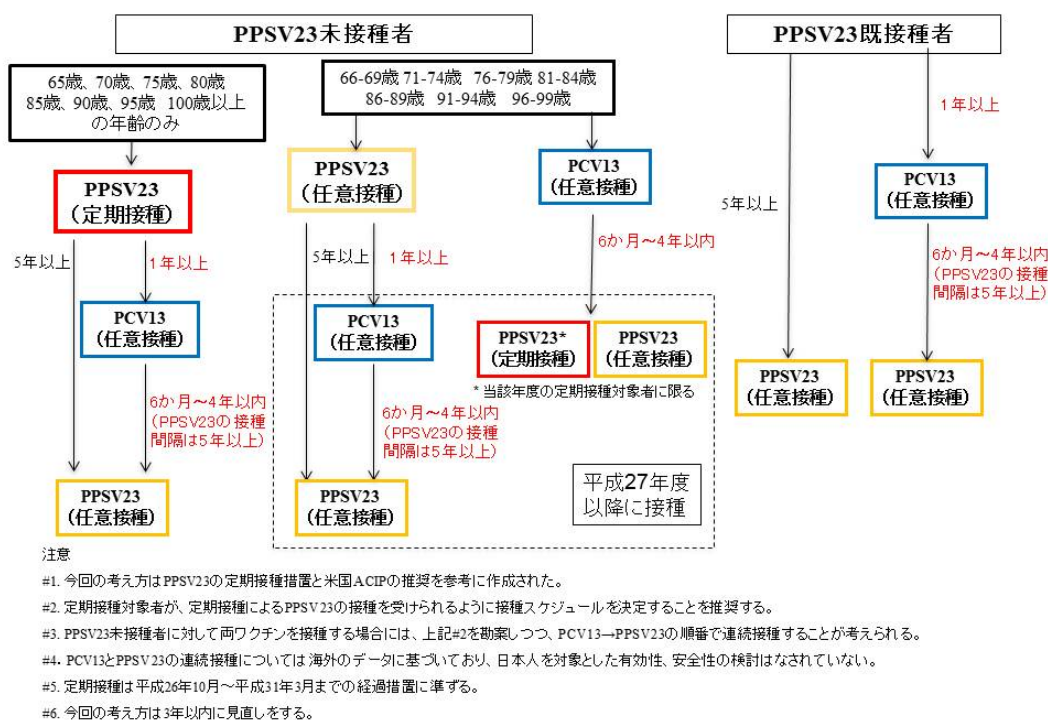 PPSV23未接種者
PPSV23既接種者
65歳、70歳、75歳、80歳
85歳、90歳、95歳　100歳以上
の年齢のみ
66-69歳 71-74歳　76-79歳 81-84歳
86-89歳　91-94歳　96-99歳
1年以上
PPSV23
（定期接種）
PPSV23
（任意接種）
PCV13
（任意接種）
PCV13
（任意接種）
5年以上
5年以上
1年以上
5年以上
1年以上
6か月～4年以内
6か月～4年以内
（PPSV23の接種
間隔は5年以上）
PCV13
（任意接種）
PCV13
（任意接種）
PPSV23*
（定期接種）
PPSV23
（任意接種）
* 当該年度の定期接種対象者に限る
PPSV23
（任意接種）
PPSV23
（任意接種）
6か月～4年以内
（PPSV23の接種
間隔は5年以上）
6か月～4年以内
（PPSV23の接種
間隔は5年以上）
PPSV23
（任意接種）
PPSV23
（任意接種）
平成27年度
以降に接種
注意
#1. 今回の考え方はPPSV23の定期接種措置と米国ACIPの推奨を参考に作成された。
#2. 定期接種対象者が、定期接種によるPPSV23の接種を受けられるように接種スケジュールを決定することを推奨する。
#3. PPSV23未接種者に対して両ワクチンを接種する場合には、上記#2を勘案しつつ、PCV13→PPSV23の順番で連続接種することが考えられる。
#4. PCV13とPPSV23の連続接種については海外のデータに基づいており、日本人を対象とした有効性、安全性の検討はなされていない。
#5. 定期接種は平成26年10月～平成31年3月までの経過措置に準ずる。
#6. 今回の考え方は3年以内に見直しをする。